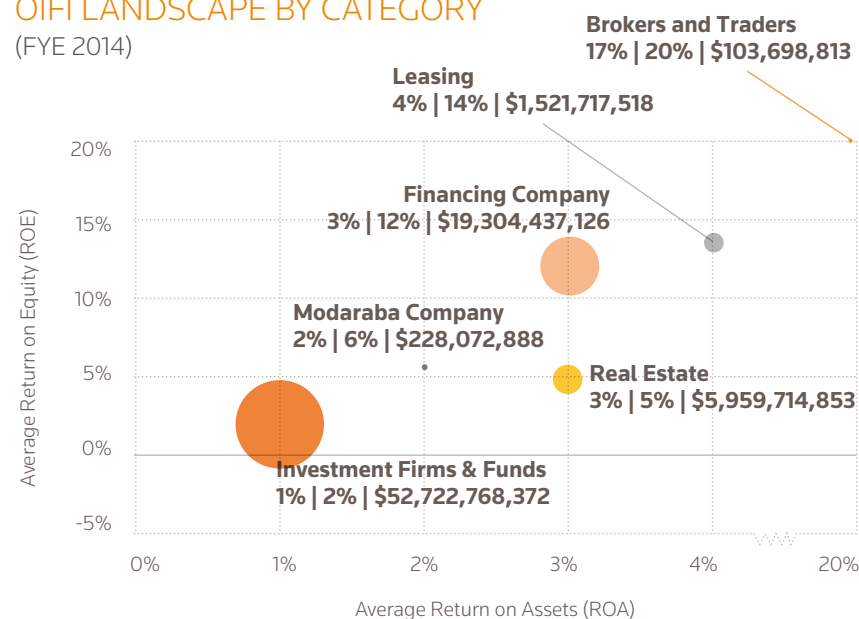 OIFI LANDSCAPE BY CATEGORY
(FYE 2014)
Brokers and Traders
17% | 20% | $103,698,813
Leasing
4% | 14% | $1,521,717,518
Financing Company
3% | 12% | $19,304,437,126
Modaraba Company
2% | 6% | $228,072,888
Real Estate
3% | 5% | $5,959,714,853
Investment Firms & Funds
1% | 2% | $52,722,768,372
Average Return on Equity (ROE)
20%
15%
10%
5%
0%
-5%
0% 1% 2% 3% 4% 20%
Average Return on Assets (ROA)